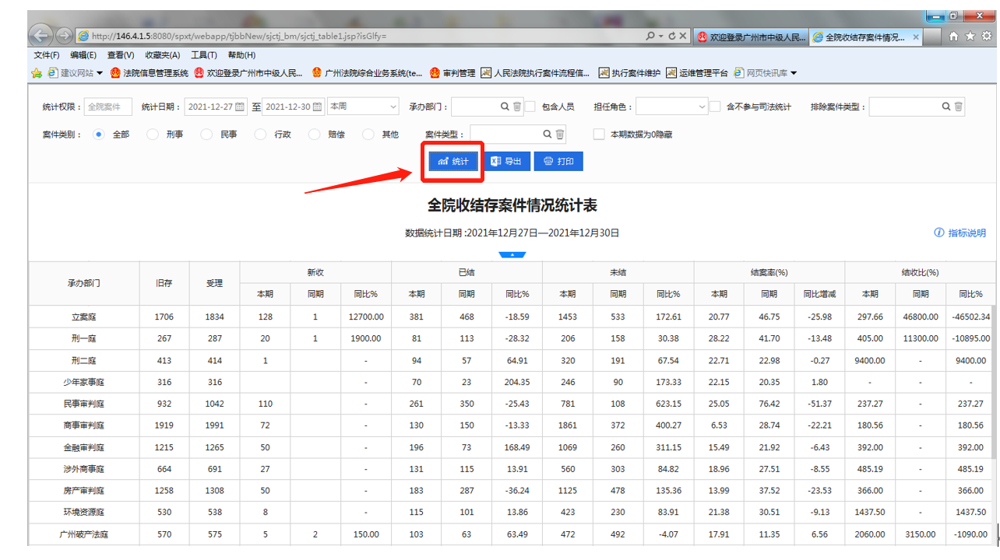 http://146.4.1.5:8080/spxt/webapp/tjbbNew/sjctj_bm/sjctj_table1.jsp?isGlfy= 欢迎登录广州市中级人民... 全院收结存案件情况...
文件(F) 编辑(E) 查看(V) 收藏夹(A) 工具(T) 帮助(H)
建议网站 法院信息管理系统 欢迎登录广州市中级人民... 广州法院综合业务系统(te... 审判管理 人民法院执行案件流程信... 执行案件维护 运维管理平台 网页快讯库
统计权限： 全院案件 统计日期： 2021-12-27 至 2021-12-30 本周 承办部门： 包含人员 担任角色： 含不参与司法统计 排除案件类型：
案件类别： 全部 刑事 民事 行政 赔偿 其他 案件类型： 本期数据为0隐藏
统计 导出 打印
全院收结存案件情况统计表
数据统计日期:2021年12月27日—2021年12月30日
指标说明
承办部门 旧存 受理 新收 已结 未结 结案率(%) 结收比(%)
本期 同期 同比% 本期 同期 同比% 本期 同期 同比% 本期 同期 同比增减 本期 同期 同比%
立案庭 1706 1834 128 1 12700.00 381 468 -18.59 1453 533 172.61 20.77 46.75 -25.98 297.66 46800.00 -46502.34
刑一庭 267 287 20 1 1900.00 81 113 -28.32 206 158 30.38 28.22 41.70 -13.48 405.00 11300.00 -10895.00
刑二庭 413 414 1 - 94 57 64.91 320 191 67.54 22.71 22.98 -0.27 9400.00 - 9400.00
少年家事庭 316 316 - 70 23 204.35 246 90 173.33 22.15 20.35 1.80 - - -
民事审判庭 932 1042 110 - 261 350 -25.43 781 108 623.15 25.05 76.42 -51.37 237.27 - 237.27
商事审判庭 1919 1991 72 - 130 150 -13.33 1861 372 400.27 6.53 28.74 -22.21 180.56 - 180.56
金融审判庭 1215 1265 50 - 196 73 168.49 1069 260 311.15 15.49 21.92 -6.43 392.00 - 392.00
涉外商事庭 664 691 27 - 131 115 13.91 560 303 84.82 18.96 27.51 -8.55 485.19 - 485.19
房产审判庭 1258 1308 50 - 183 287 -36.24 1125 478 135.36 13.99 37.52 -23.53 366.00 - 366.00
环境资源庭 530 538 8 - 115 101 13.86 423 230 83.91 21.38 30.51 -9.13 1437.50 - 1437.50
广州破产法庭 570 575 5 2 150.00 103 63 63.49 472 492 -4.07 17.91 11.35 6.56 2060.00 3150.00 -1090.00